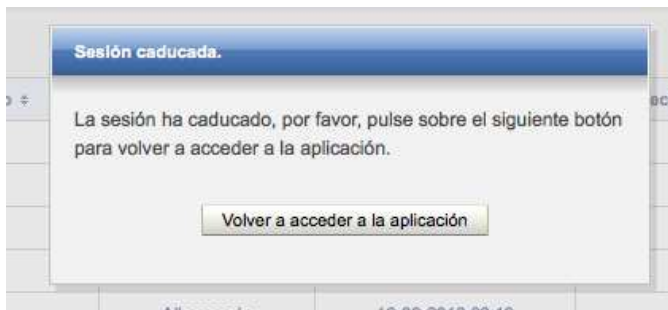 Sesión caducada.
La sesión ha caducado, por favor, pulse sobre el siguiente botón
para volver a acceder a la aplicación.
Volver a acceder a la aplicación